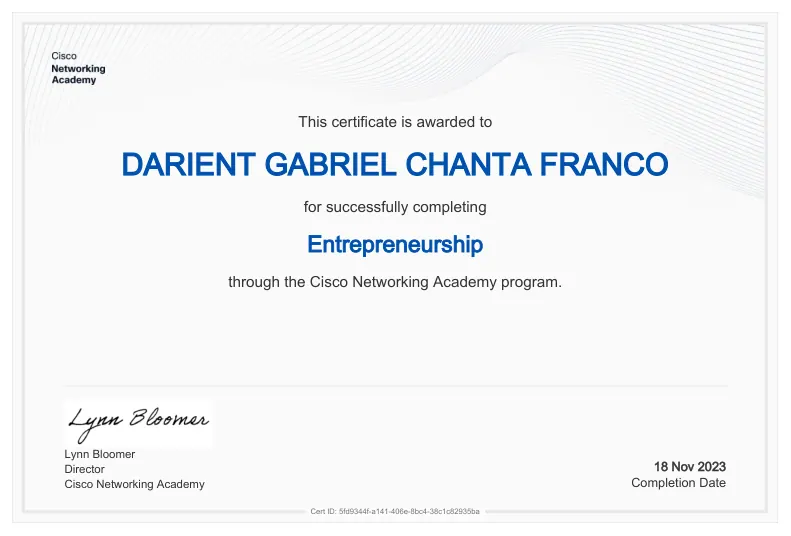 Cisco
Networking
Academy
This certificate is awarded to
DARIENT GABRIEL CHANTA FRANCO
for successfully completing
Entrepreneurship
through the Cisco Networking Academy program.
Lynn Bloomer
Lynn Bloomer
Director
Cisco Networking Academy
18 Nov 2023
Completion Date
Cert ID: 5fd9344f-a141-406e-8bc4-38c1c82935ba